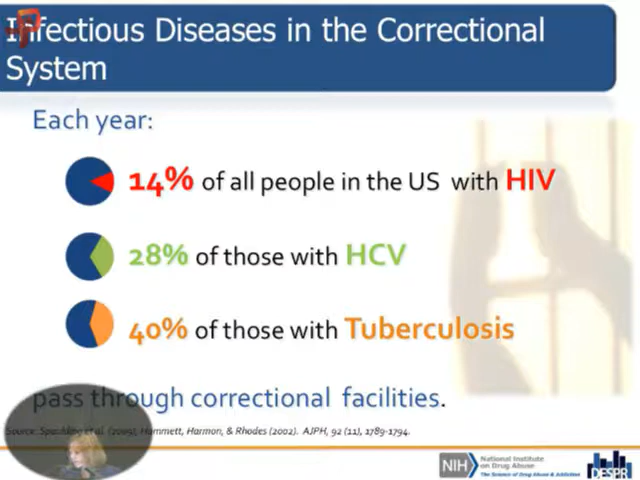 Infectious Diseases in the Correctional
System
Each year:
14% of all people in the US with HIV
28% of those with HCV
40% of those with Tuberculosis
pass through correctional facilities.
Source: Spaulding et al. (2009), Hammett, Harmon, & Rhodes (2002). AJPH, 92 (11), 1789-1794.
NIH National Institute
on Drug Abuse
The Science of Drug Abuse & Addiction
DESPR